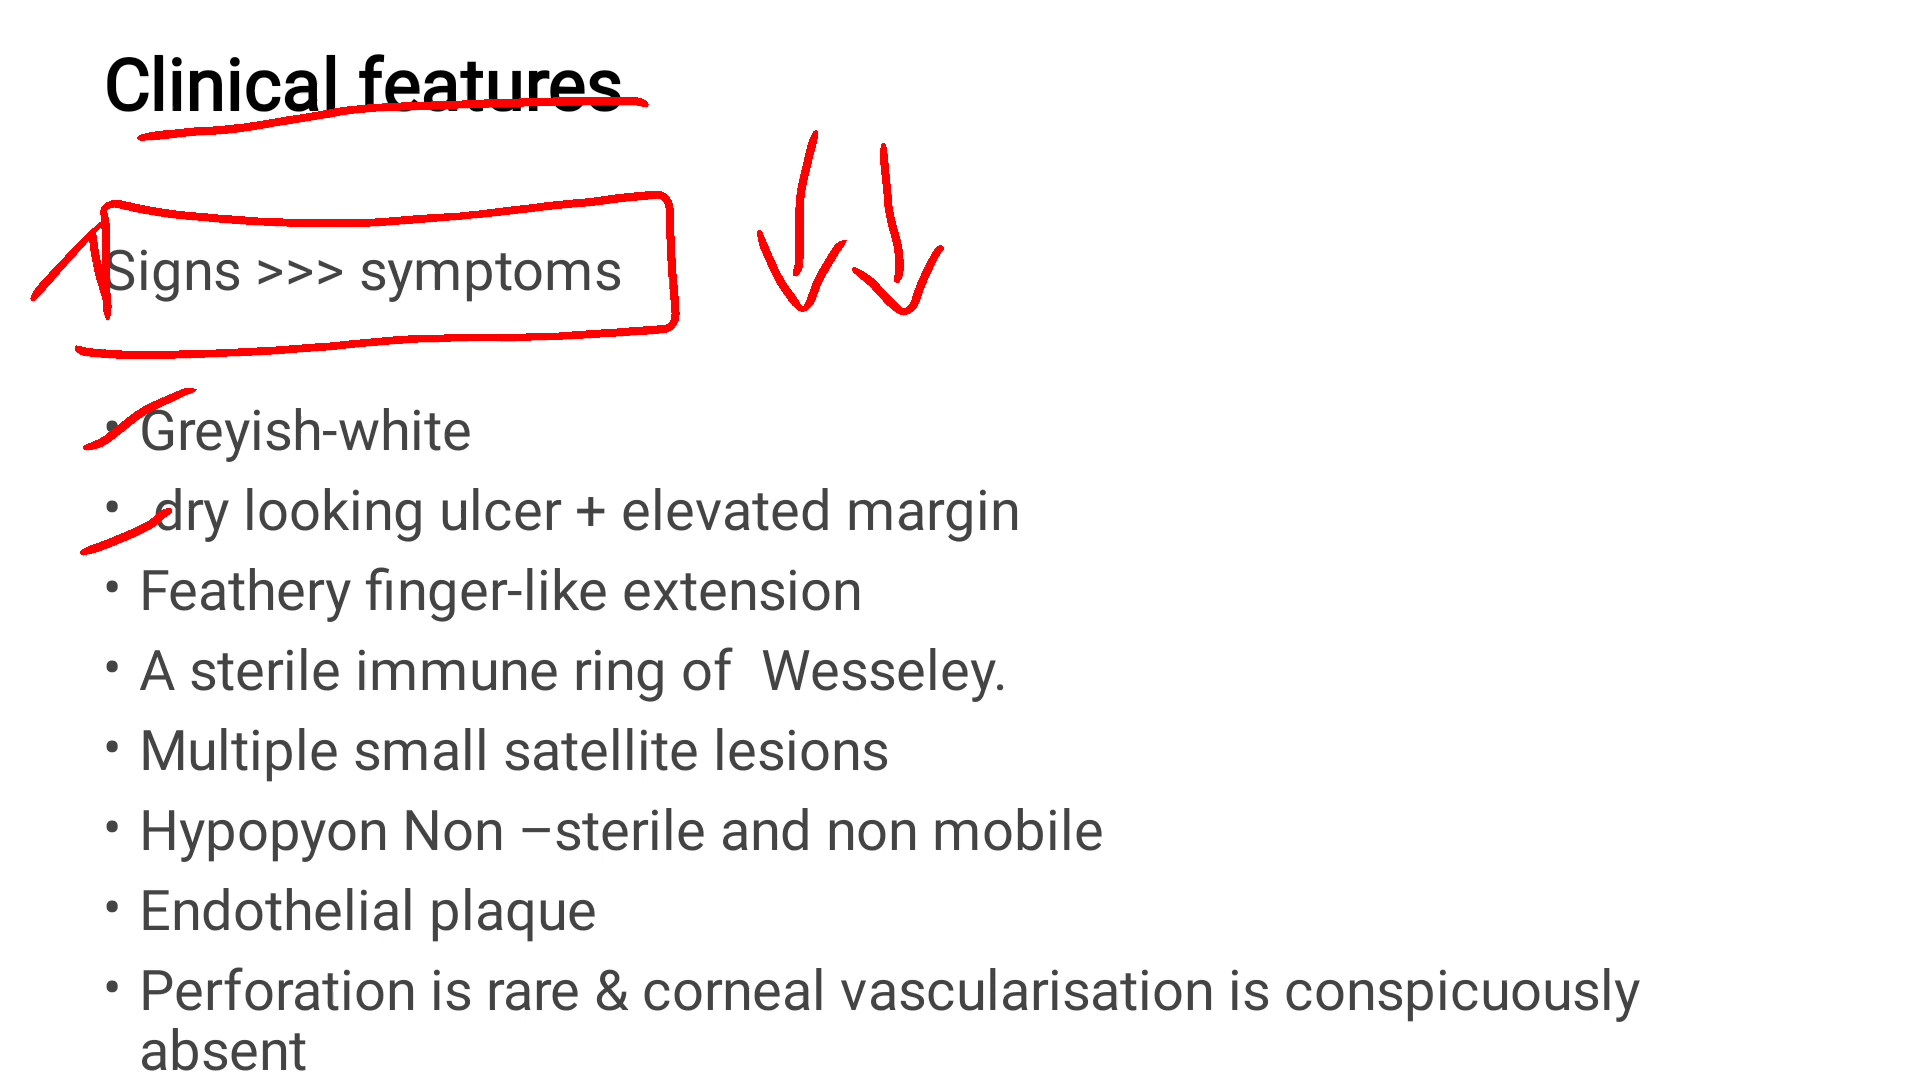 Clinical features
Signs >>> symptoms
• Greyish-white
• dry looking ulcer + elevated margin
• Feathery finger-like extension
• A sterile immune ring of  Wesseley.
• Multiple small satellite lesions
• Hypopyon Non –sterile and non mobile
• Endothelial plaque
• Perforation is rare & corneal vascularisation is conspicuously
absent